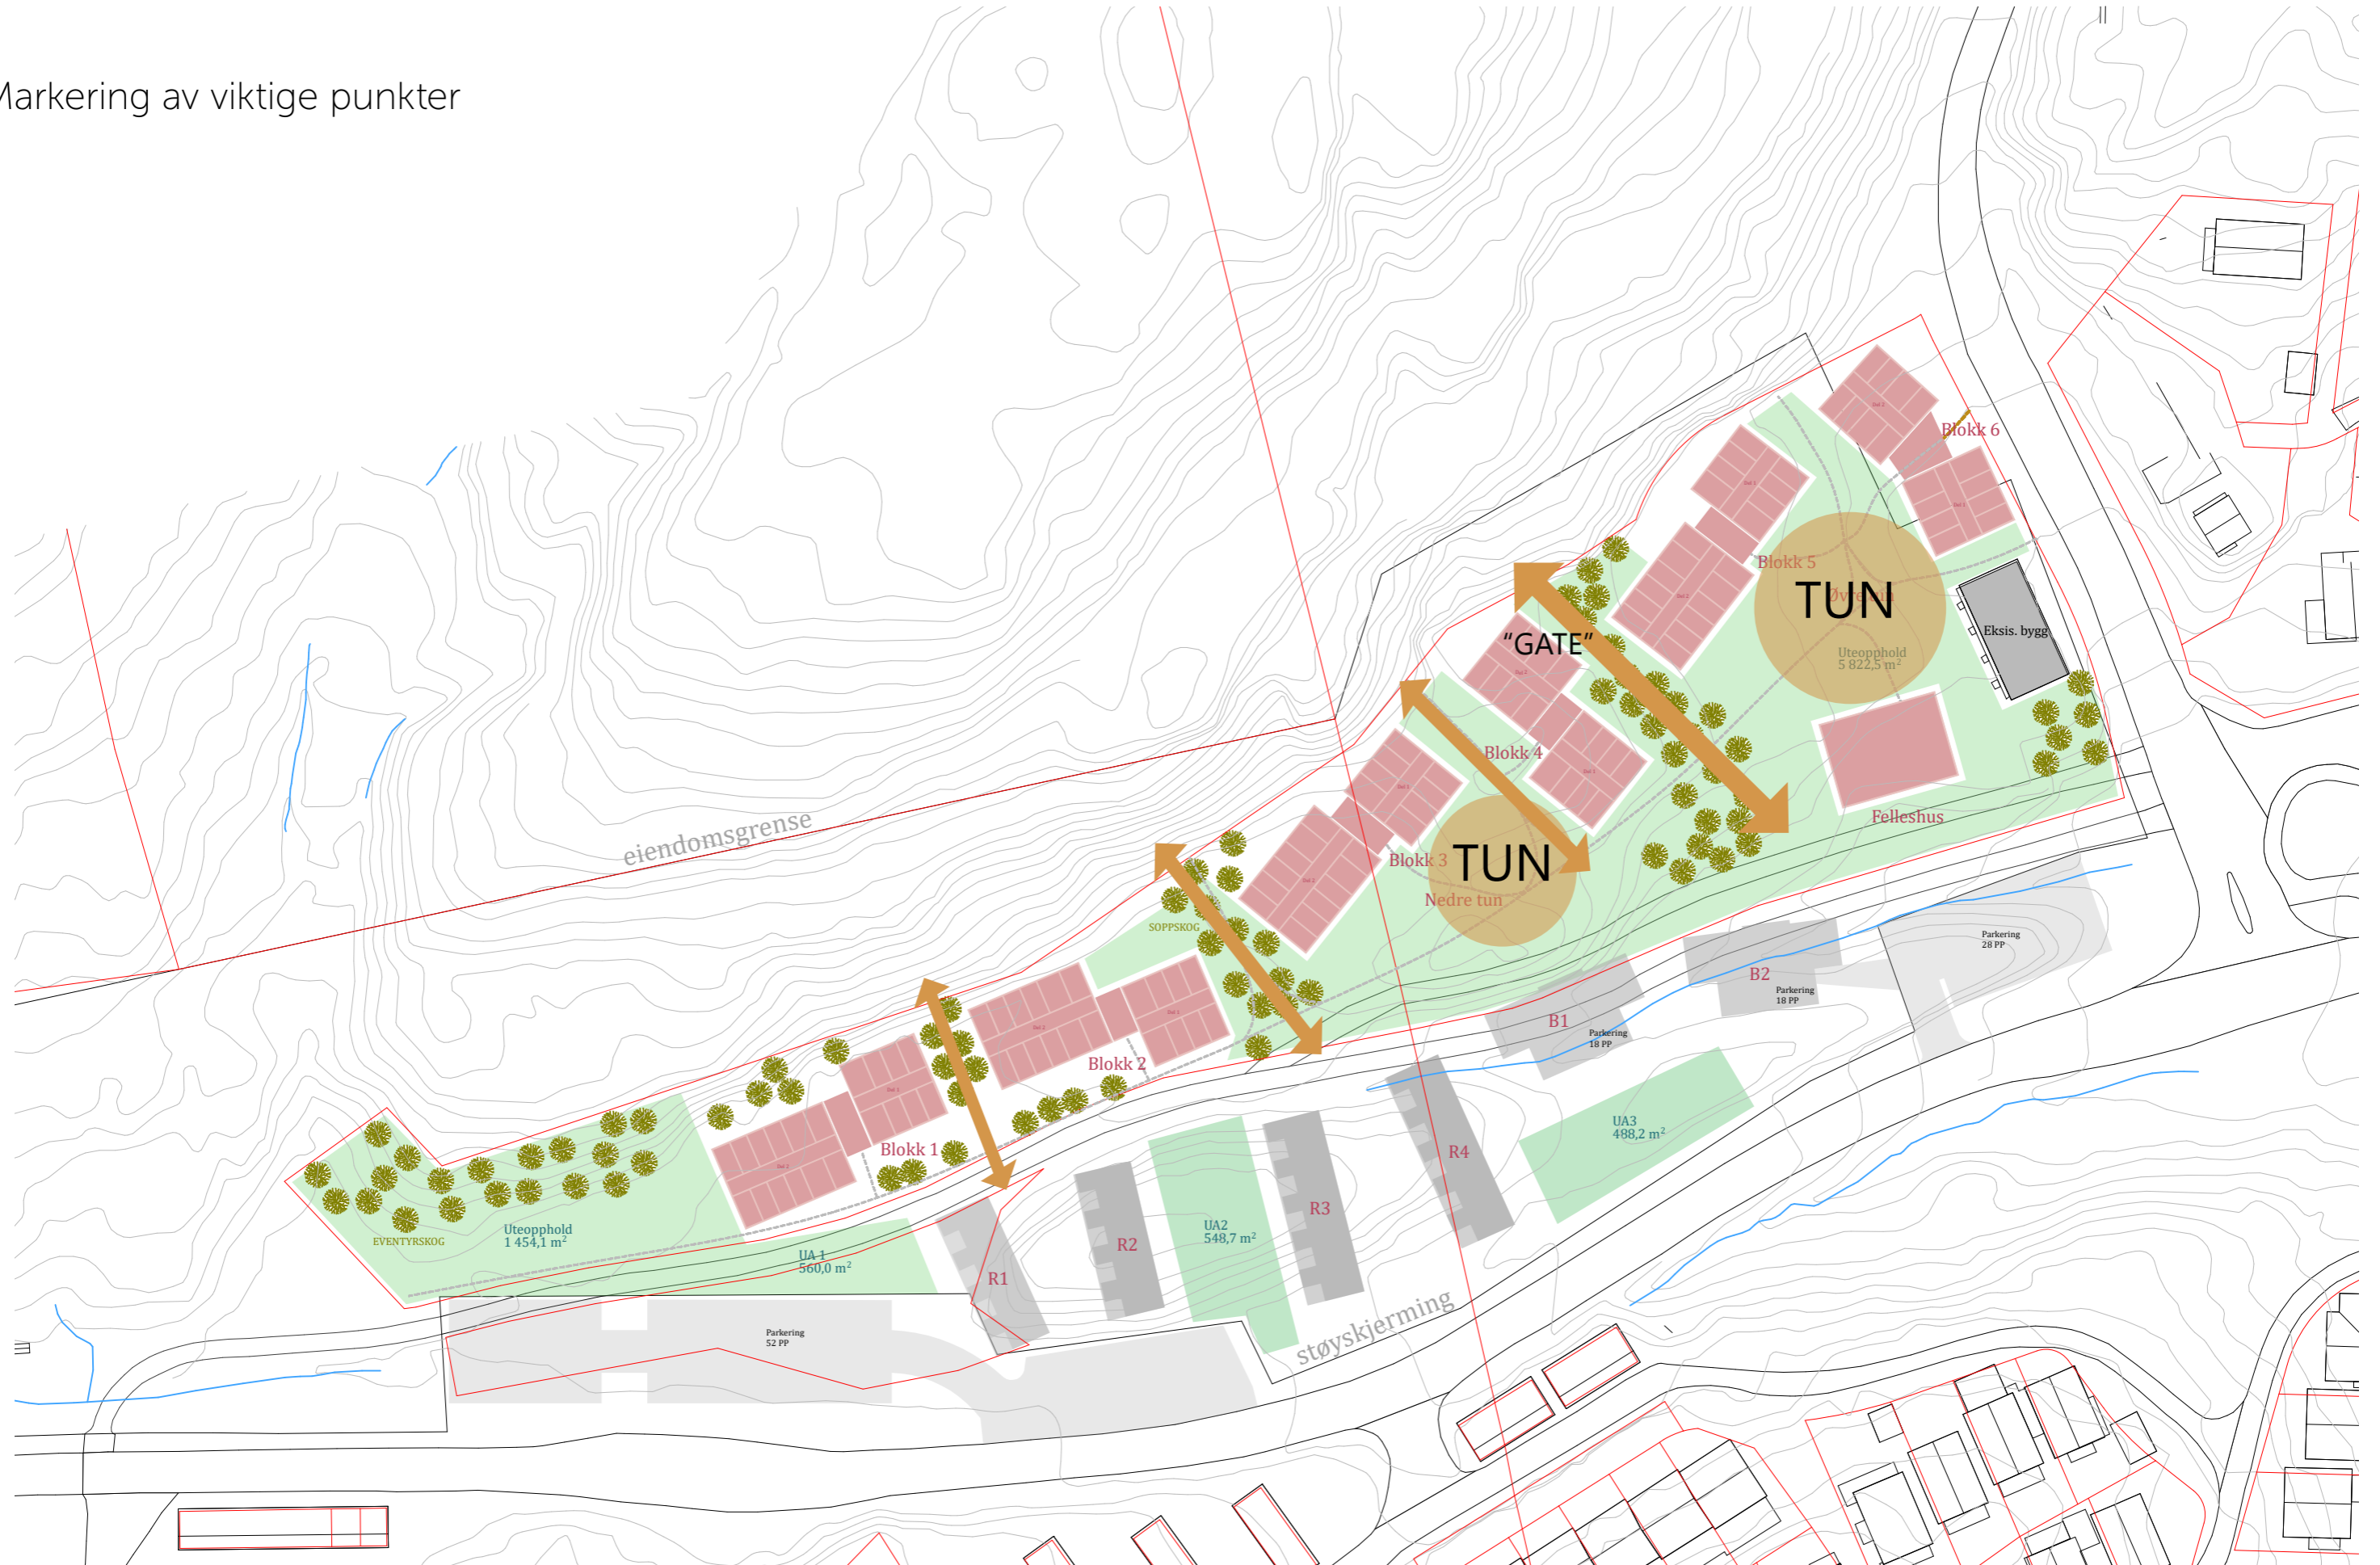 Markering av viktige punkter
Blokk 6
Blokk 5
TUN
Øvre tun
Uteopphold
5 822,5 m²
Eksis. bygg
"GATE"
Blokk 4
Felleshus
eiendomsgrense
Blokk 3
TUN
Nedre tun
SOPPSKOG
Parkering
28 PP
B2
Parkering
18 PP
B1
Parkering
18 PP
Blokk 2
Blokk 1
R4
UA3
488,2 m²
R3
UA2
548,7 m²
R2
R1
Uteopphold
1 454,1 m²
EVENTYRSKOG
UA 1
560,0 m²
støyskjerming
Parkering
52 PP